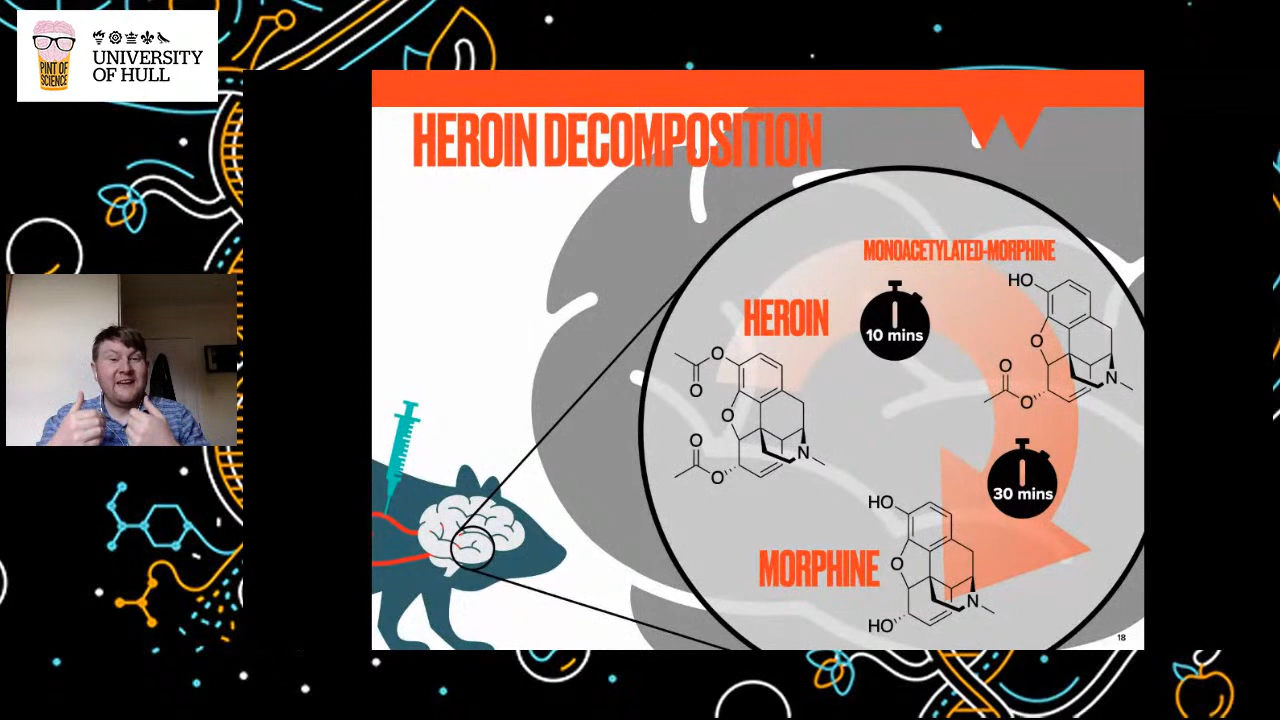 PINT OF
SCIENCE
UNIVERSITY
OF HULL
HEROIN DECOMPOSITION
MONOACETYLATED-MORPHINE
HEROIN
10 mins
HO
O
O
O
N
O
O
O
O
O
O
N
30 mins
HO
MORPHINE
O
N
HO
18